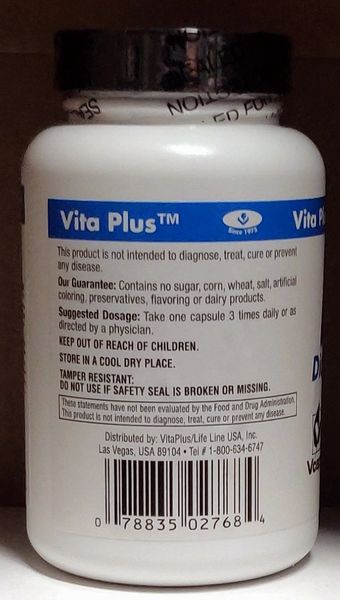 Vita Plus™
Since 1973
Vita P
This product is not intended to diagnose, treat, cure or prevent
any disease.
Our Guarantee: Contains no sugar, corn, wheat, salt, artificial
coloring, preservatives, flavoring or dairy products.
Suggested Dosage: Take one capsule 3 times daily or as
directed by a physician.
KEEP OUT OF REACH OF CHILDREN.
STORE IN A COOL DRY PLACE.
TAMPER RESISTANT:
DO NOT USE IF SAFETY SEAL IS BROKEN OR MISSING.
These statements have not been evaluated by the Food and Drug Administration.
This product is not intended to diagnose, treat, cure or prevent any disease.
Distributed by: VitaPlus/Life Line USA, Inc.
Las Vegas, USA 89104 • Tel # 1-800-634-6747
0 78835 02768 4